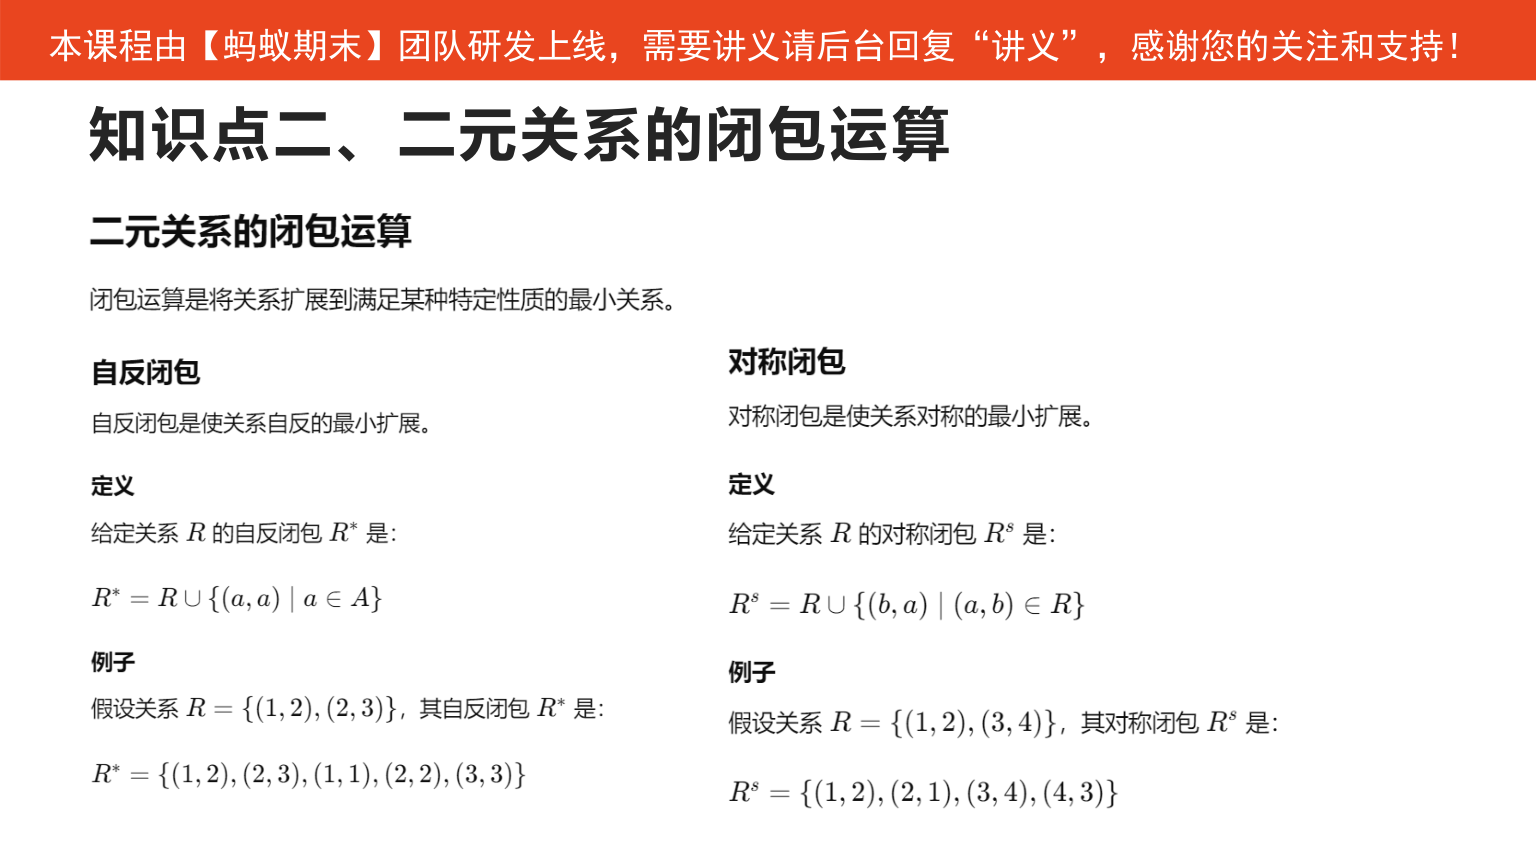 本课程由【蚂蚁期末】团队研发上线，需要讲义请后台回复“讲义”，感谢您的关注和支持！
知识点二、二元关系的闭包运算
二元关系的闭包运算
闭包运算是将关系扩展到满足某种特定性质的最小关系。
自反闭包
自反闭包是使关系自反的最小扩展。
定义
给定关系 R 的自反闭包 R* 是：
R* = R ∪ {(a, a) | a ∈ A}
例子
假设关系 R = {(1, 2), (2, 3)}，其自反闭包 R* 是：
R* = {(1, 2), (2, 3), (1, 1), (2, 2), (3, 3)}
对称闭包
对称闭包是使关系对称的最小扩展。
定义
给定关系 R 的对称闭包 Rˢ 是：
Rˢ = R ∪ {(b, a) | (a, b) ∈ R}
例子
假设关系 R = {(1, 2), (3, 4)}，其对称闭包 Rˢ 是：
Rˢ = {(1, 2), (2, 1), (3, 4), (4, 3)}